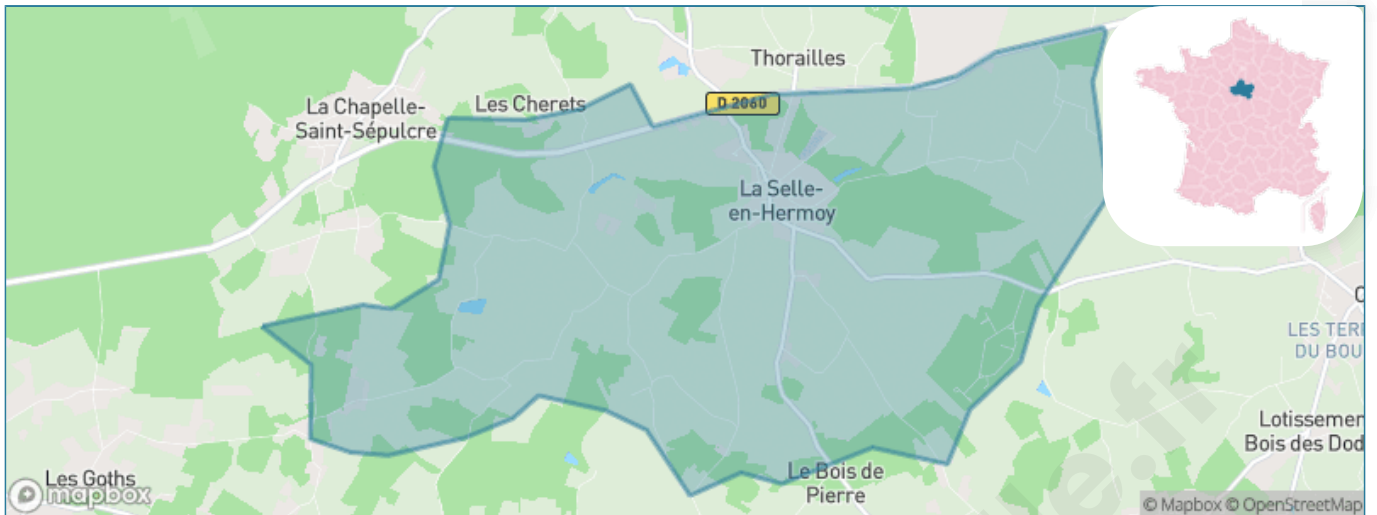 Thorailles
La Chapelle-
Saint-Sépulcre
Les Cherets
D 2060
La Selle-
en-Hermoy
LES TER
DU BOU
Lotissemen
Bois des Dod
Le Bois de
Pierre
Les Goths
mapbox
© Mapbox © OpenStreetMap